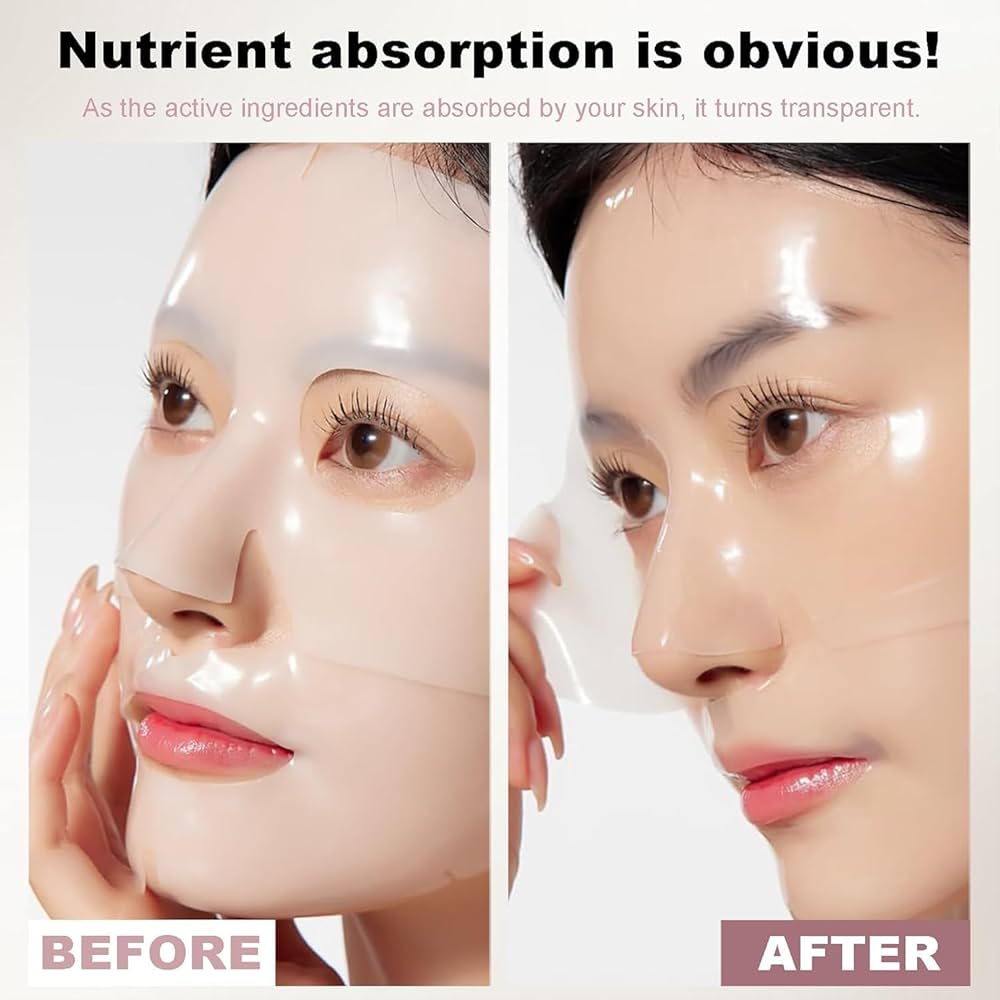 Nutrient absorption is obvious!
As the active ingredients are absorbed by your skin, it turns transparent.
BEFORE
AFTER